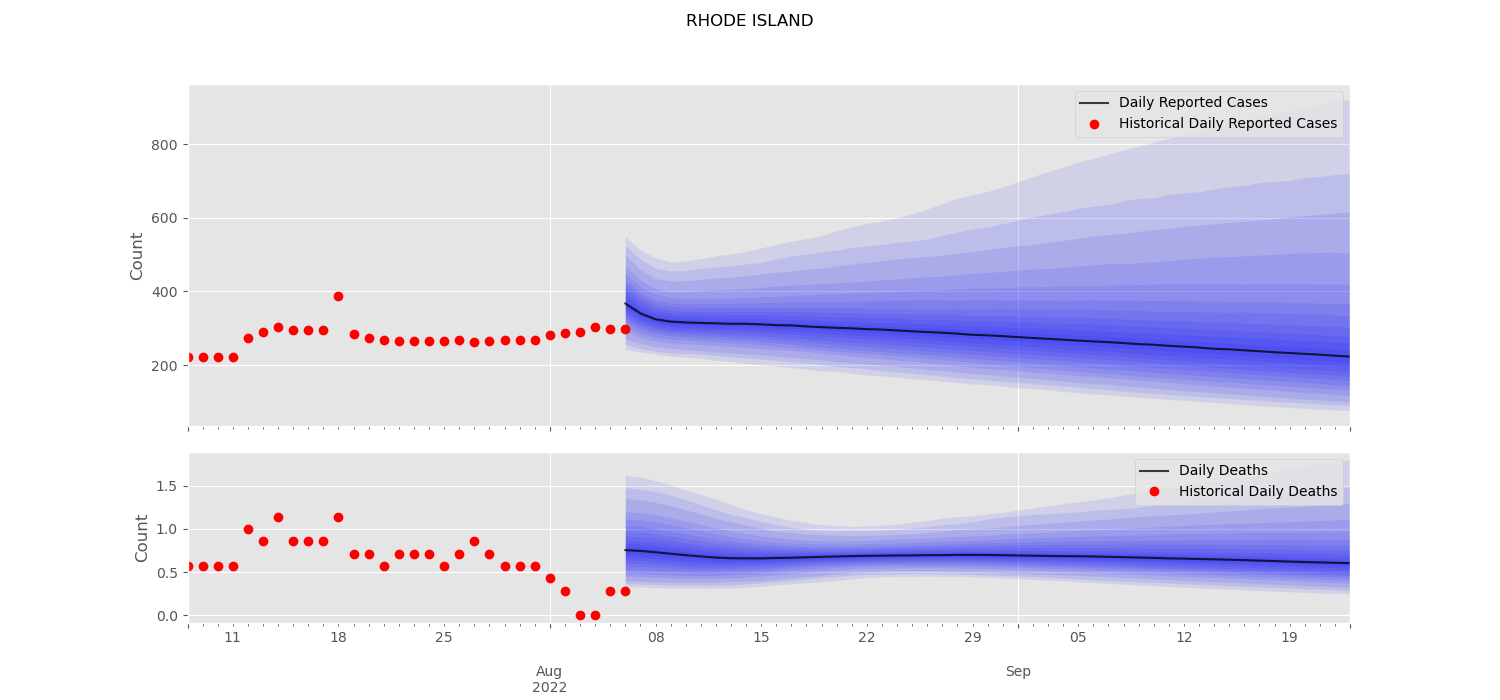 RHODE ISLAND
Daily Reported Cases
Historical Daily Reported Cases
Count
800
600
400
200
Daily Deaths
Historical Daily Deaths
Count
1.5
1.0
0.5
0.0
11 18 25 08 15 22 29 05 12 19
Aug Sep
2022